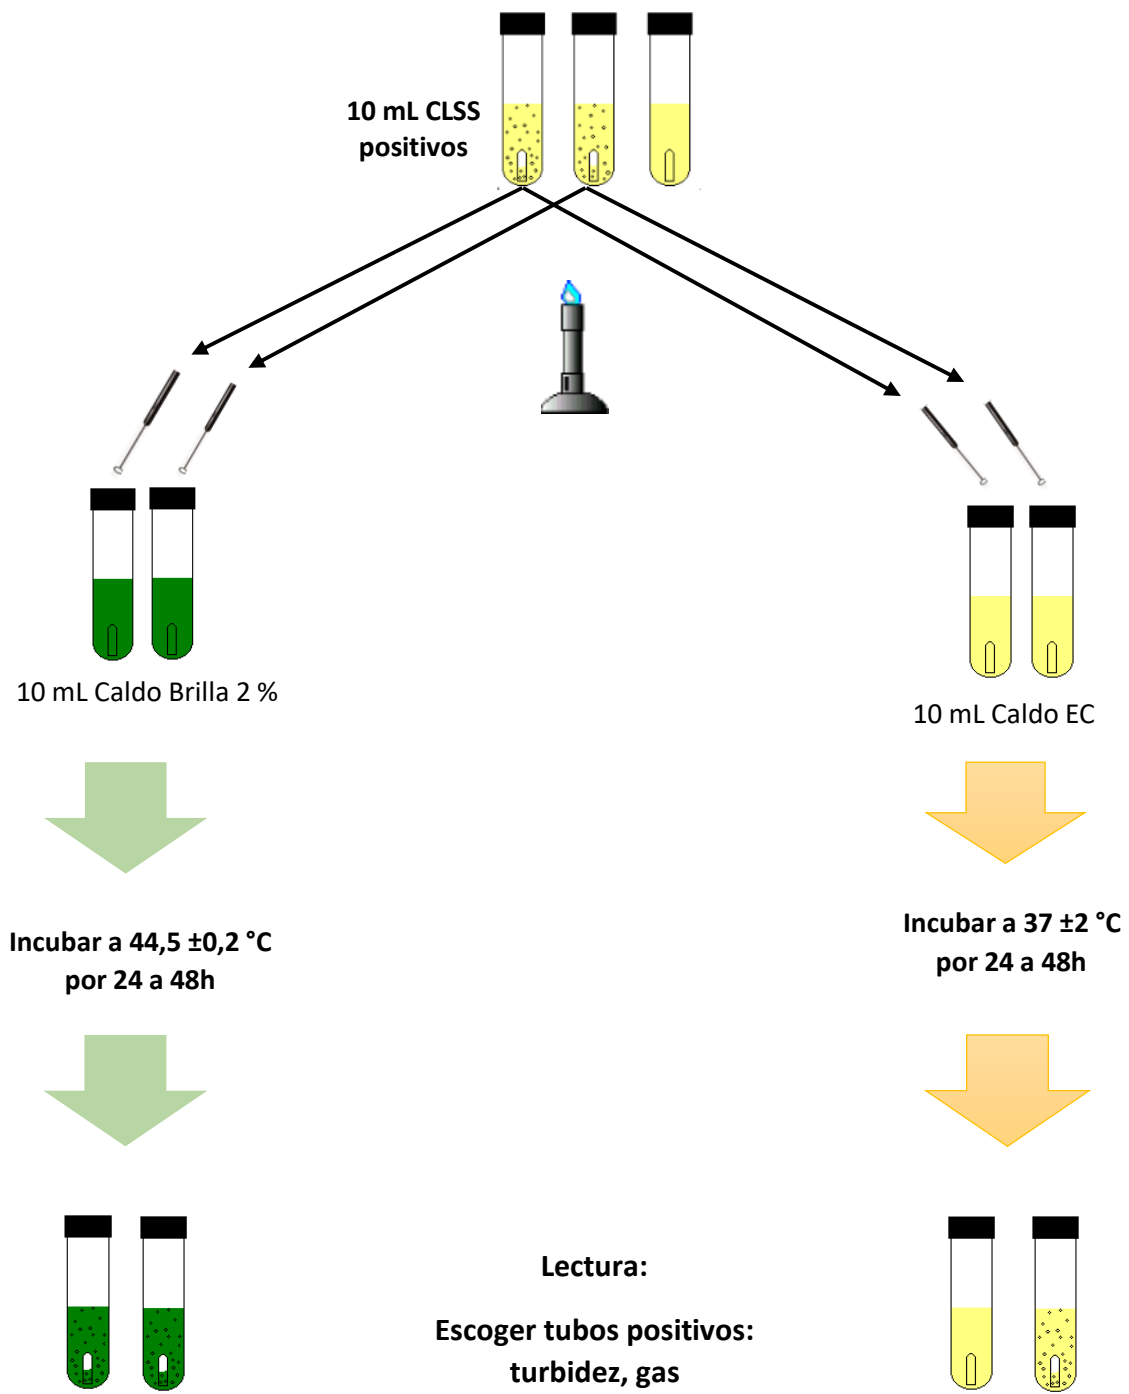 10 mL CLSS
positivos
10 mL Caldo Brilla 2 %
10 mL Caldo EC
Incubar a 44,5 ±0,2 °C
por 24 a 48h
Incubar a 37 ±2 °C
por 24 a 48h
Lectura:
Escoger tubos positivos:
turbidez, gas